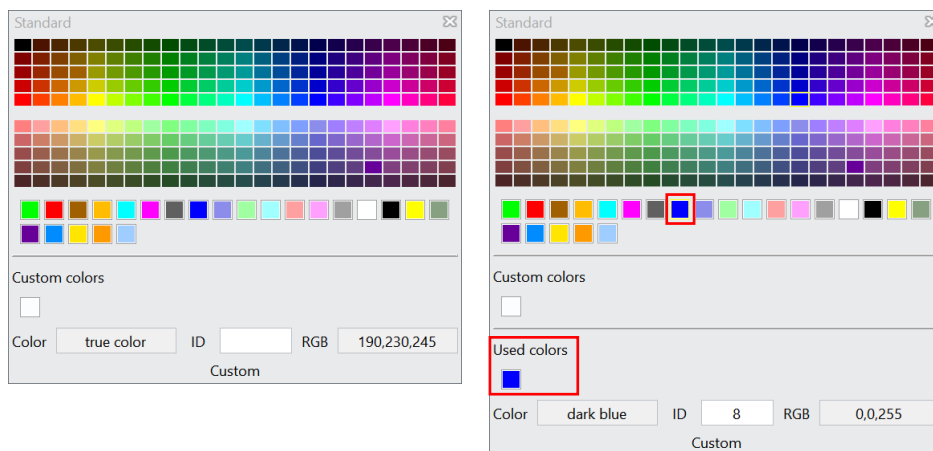 Standard
Custom colors
Color true color ID RGB 190,230,245
Custom
Standard
Custom colors
Used colors
Color dark blue ID 8 RGB 0,0,255
Custom